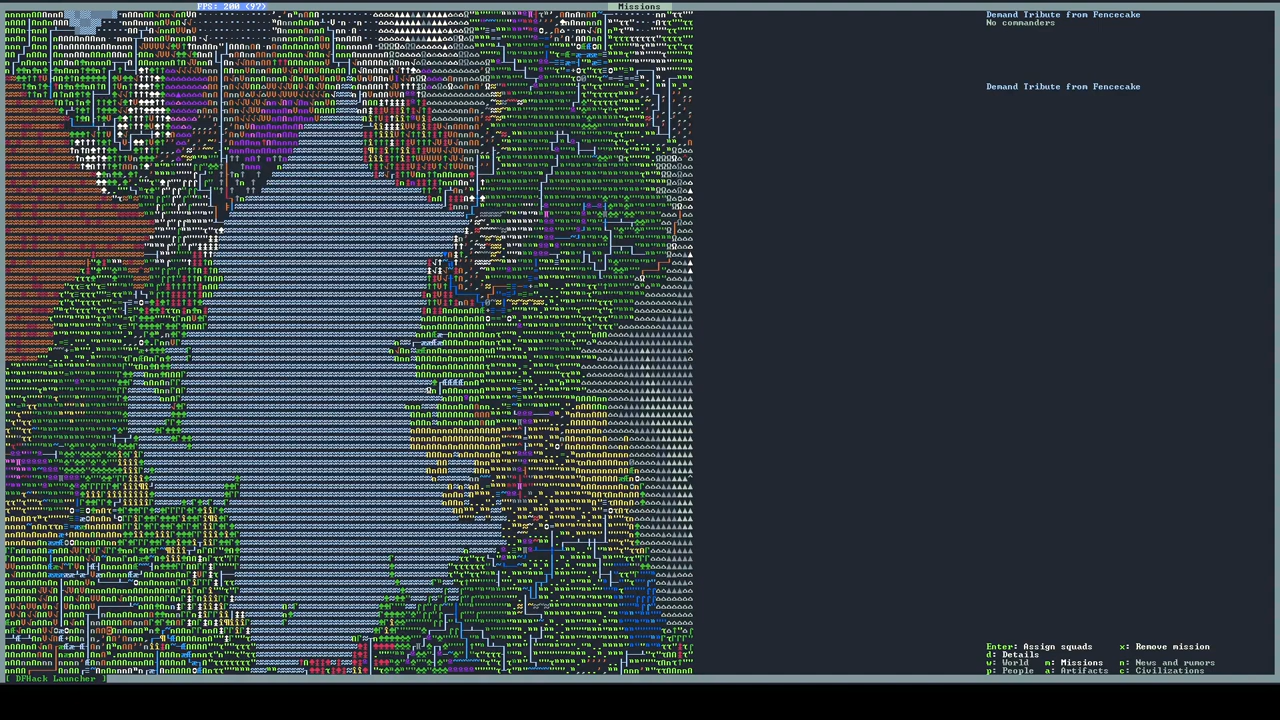 FPS: 200 (97)
Missions
Demand Tribute from Fencecake
No commanders
Demand Tribute from Fencecake
Enter: Assign squads x: Remove mission
d: Details
w: World m: Missions n: News and rumors
p: People a: Artifacts c: Civilizations
[ DFHack Launcher ]